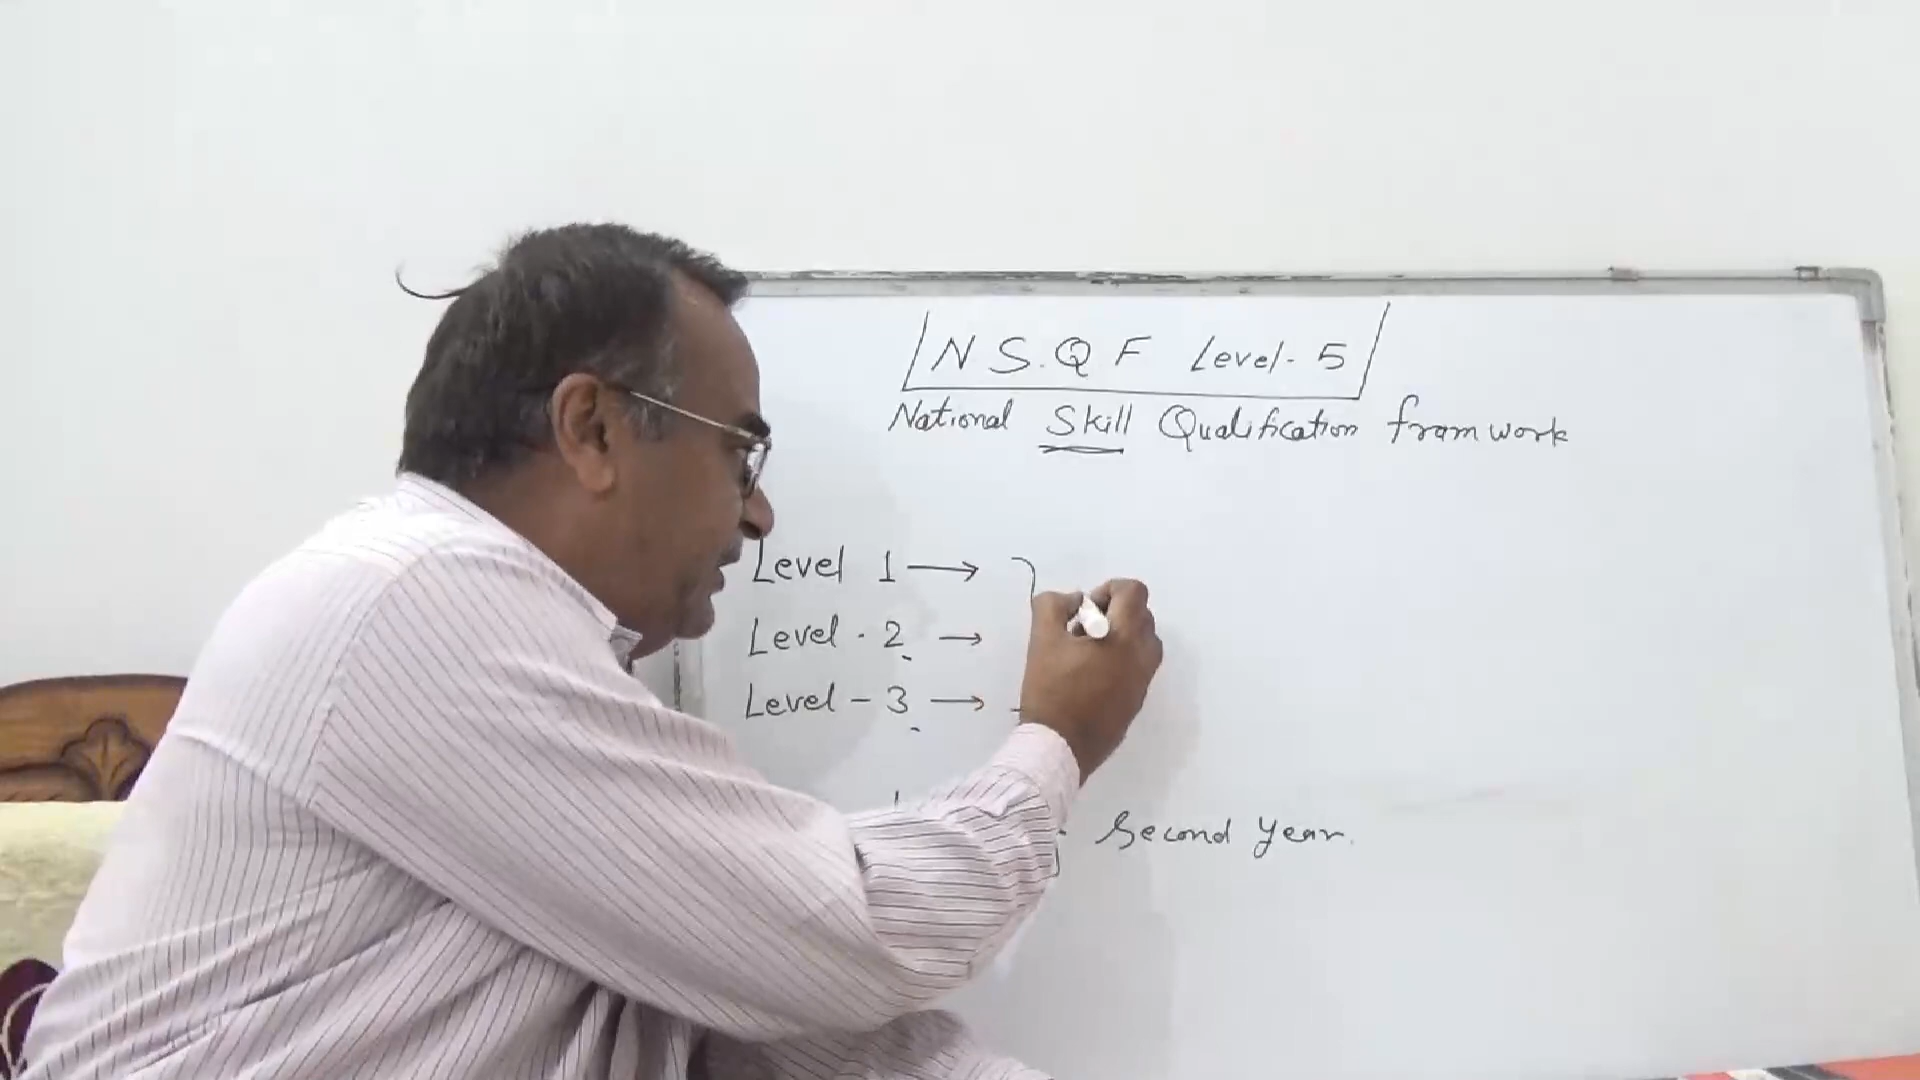 N S.Q F Level- 5
National Skill Qualification framwork
Level 1 →
Level - 2 →
Level - 3 →
Second Year.